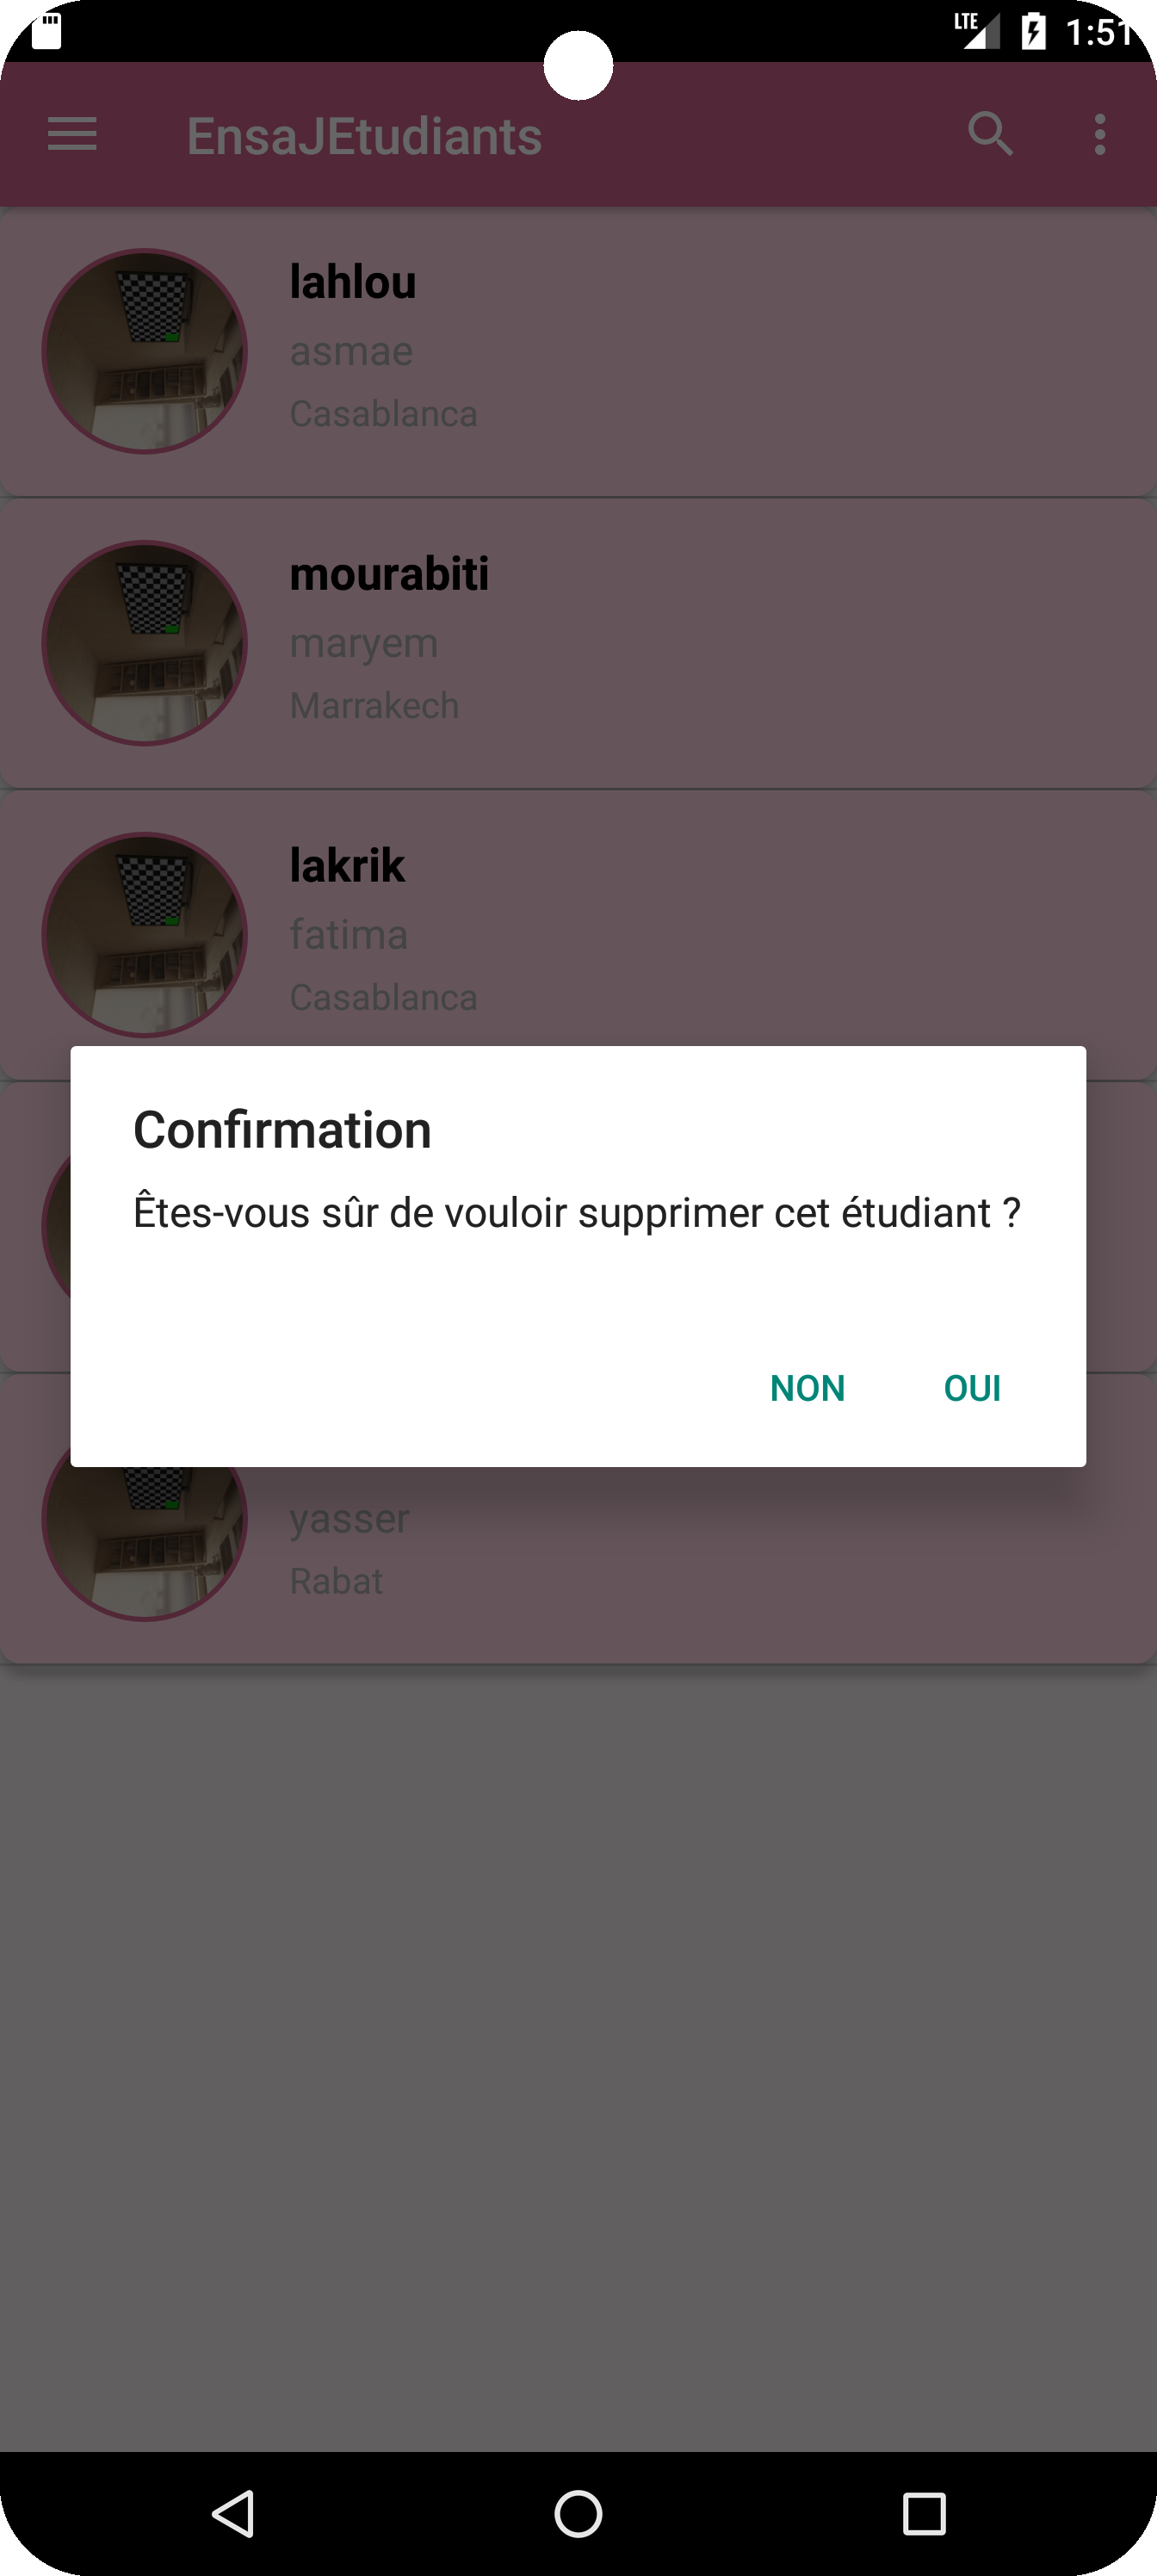 LTE 1:51
EnsaJEtudiants
lahlou
asmae
Casablanca
mourabiti
maryem
Marrakech
lakrik
fatima
Casablanca
Confirmation
Êtes-vous sûr de vouloir supprimer cet étudiant ?
NON OUI
yasser
Rabat